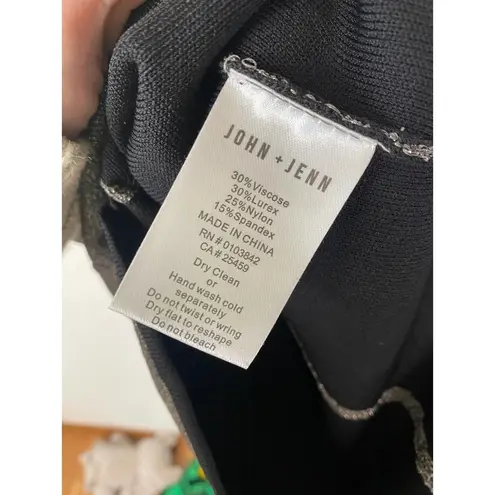 JOHN + JENN
30%Viscose
30%Lurex
25%Nylon
15%Spandex
MADE IN CHINA
RN # 0103842
CA # 25459
Dry Clean
or
Hand wash cold
separately
Do not twist or wring
Dry flat to reshape
Do not bleach